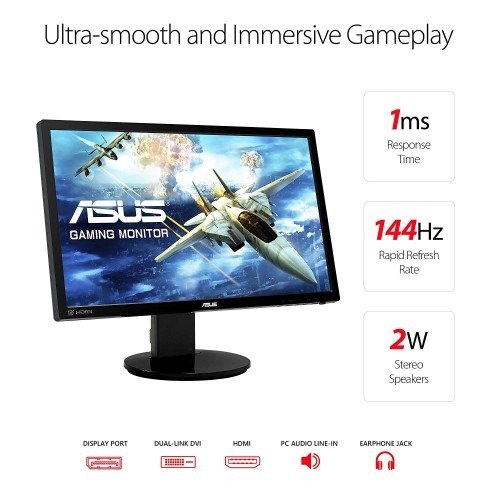 Ultra-smooth and Immersive Gameplay
ASUS
GAMING MONITOR
HDMI
ASUS
1ms
Response
Time
144Hz
Rapid Refresh
Rate
2W
Stereo
Speakers
DISPLAY PORT
DUAL-LINK DVI
HDMI
PC AUDIO LINE-IN
EARPHONE JACK